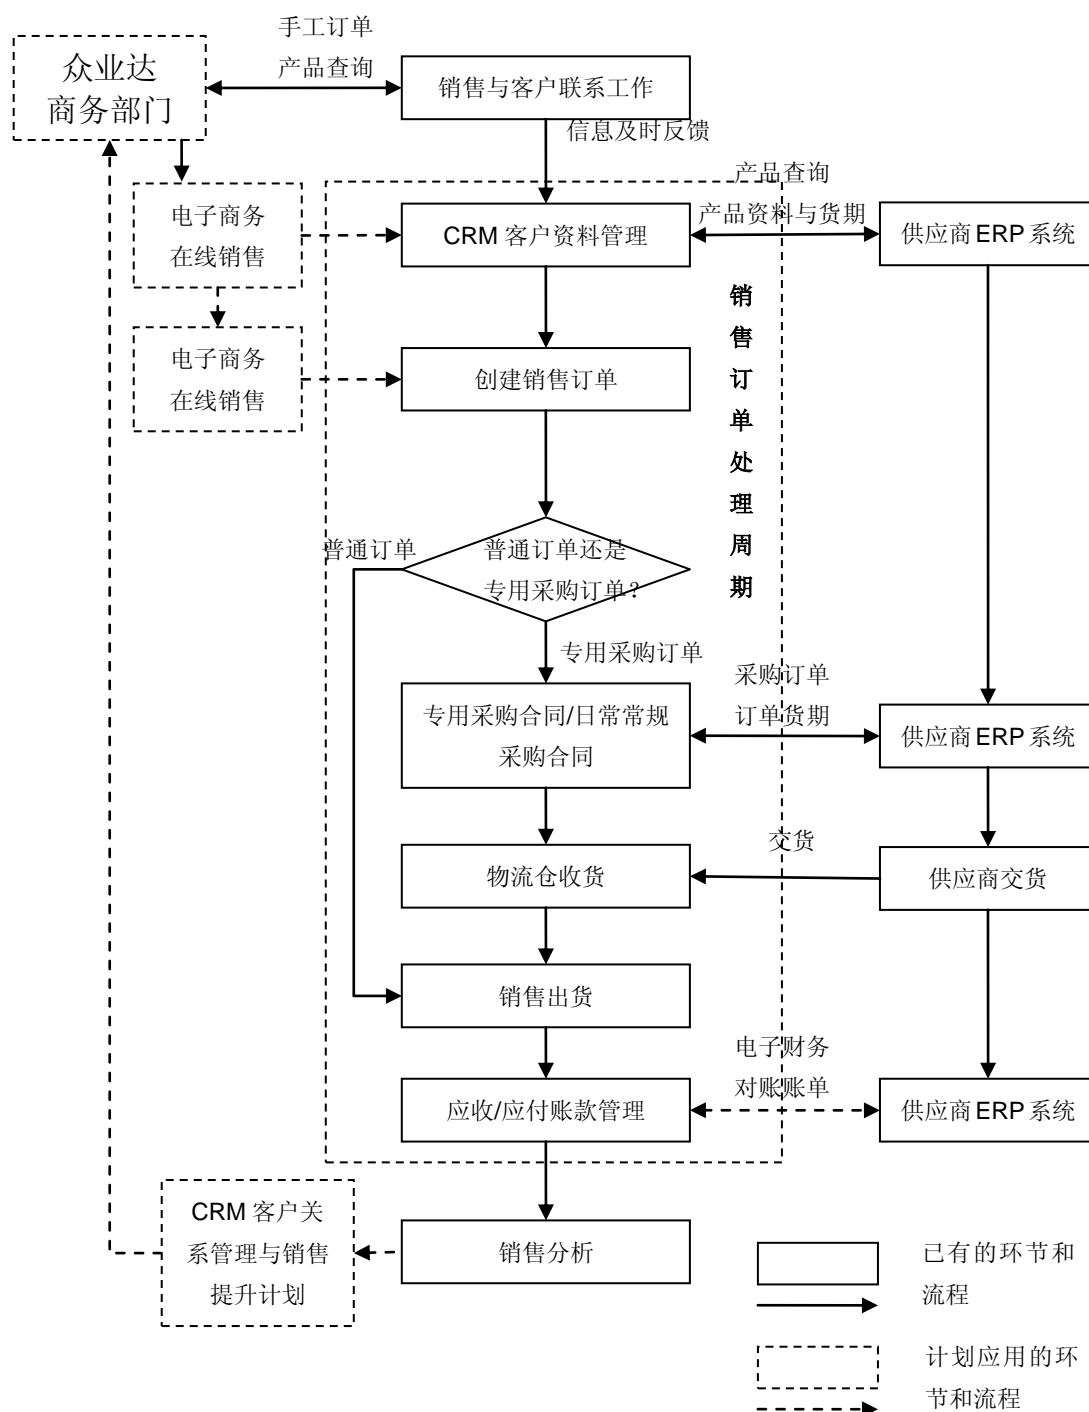 手工订单
产品查询
众业达
商务部门
销售与客户联系工作
信息及时反馈
产品查询
产品资料与货期
电子商务
在线销售
CRM 客户资料管理
供应商 ERP 系统
销
售
订
单
处
理
周
期
电子商务
在线销售
创建销售订单
普通订单
普通订单还是
专用采购订单？
专用采购订单
采购订单
订单货期
专用采购合同/日常常规
采购合同
供应商 ERP 系统
交货
物流仓收货
供应商交货
销售出货
电子财务
对账账单
应收/应付账款管理
供应商 ERP 系统
CRM 客户关
系管理与销售
提升计划
销售分析
已有的环节和
流程
计划应用的环
节和流程